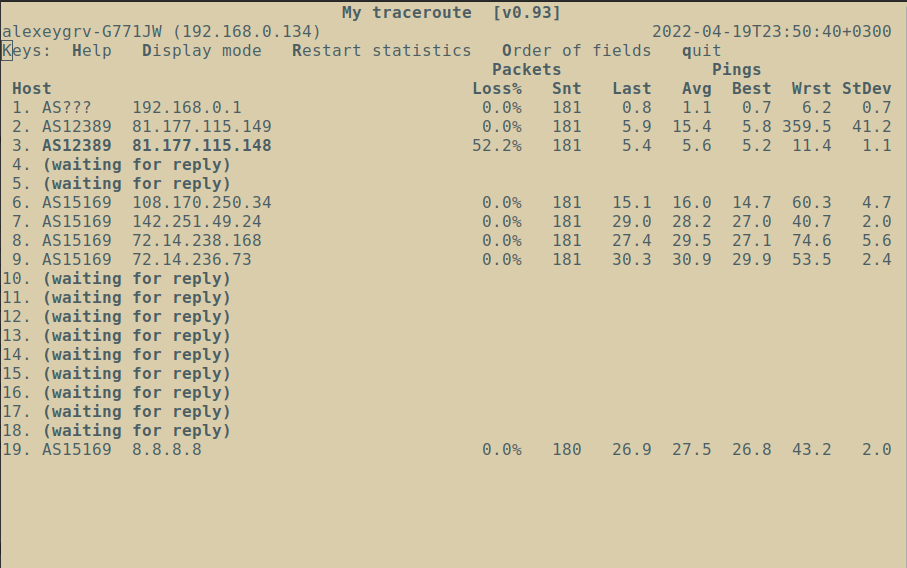 My traceroute  [v0.93]
alexeygrv-G771JW (192.168.0.134)                                 2022-04-19T23:50:40+0300
Keys:  Help   Display mode   Restart statistics   Order of fields   quit
                                                 Packets               Pings
 Host                                          Loss%   Snt   Last   Avg  Best  Wrst StDev
 1. AS???    192.168.0.1                        0.0%   181    0.8   1.1   0.7   6.2   0.7
 2. AS12389  81.177.115.149                     0.0%   181    5.9  15.4   5.8 359.5  41.2
 3. AS12389  81.177.115.148                    52.2%   181    5.4   5.6   5.2  11.4   1.1
 4. (waiting for reply)
 5. (waiting for reply)
 6. AS15169  108.170.250.34                     0.0%   181   15.1  16.0  14.7  60.3   4.7
 7. AS15169  142.251.49.24                      0.0%   181   29.0  28.2  27.0  40.7   2.0
 8. AS15169  72.14.238.168                      0.0%   181   27.4  29.5  27.1  74.6   5.6
 9. AS15169  72.14.236.73                       0.0%   181   30.3  30.9  29.9  53.5   2.4
10. (waiting for reply)
11. (waiting for reply)
12. (waiting for reply)
13. (waiting for reply)
14. (waiting for reply)
15. (waiting for reply)
16. (waiting for reply)
17. (waiting for reply)
18. (waiting for reply)
19. AS15169  8.8.8.8                            0.0%   180   26.9  27.5  26.8  43.2   2.0